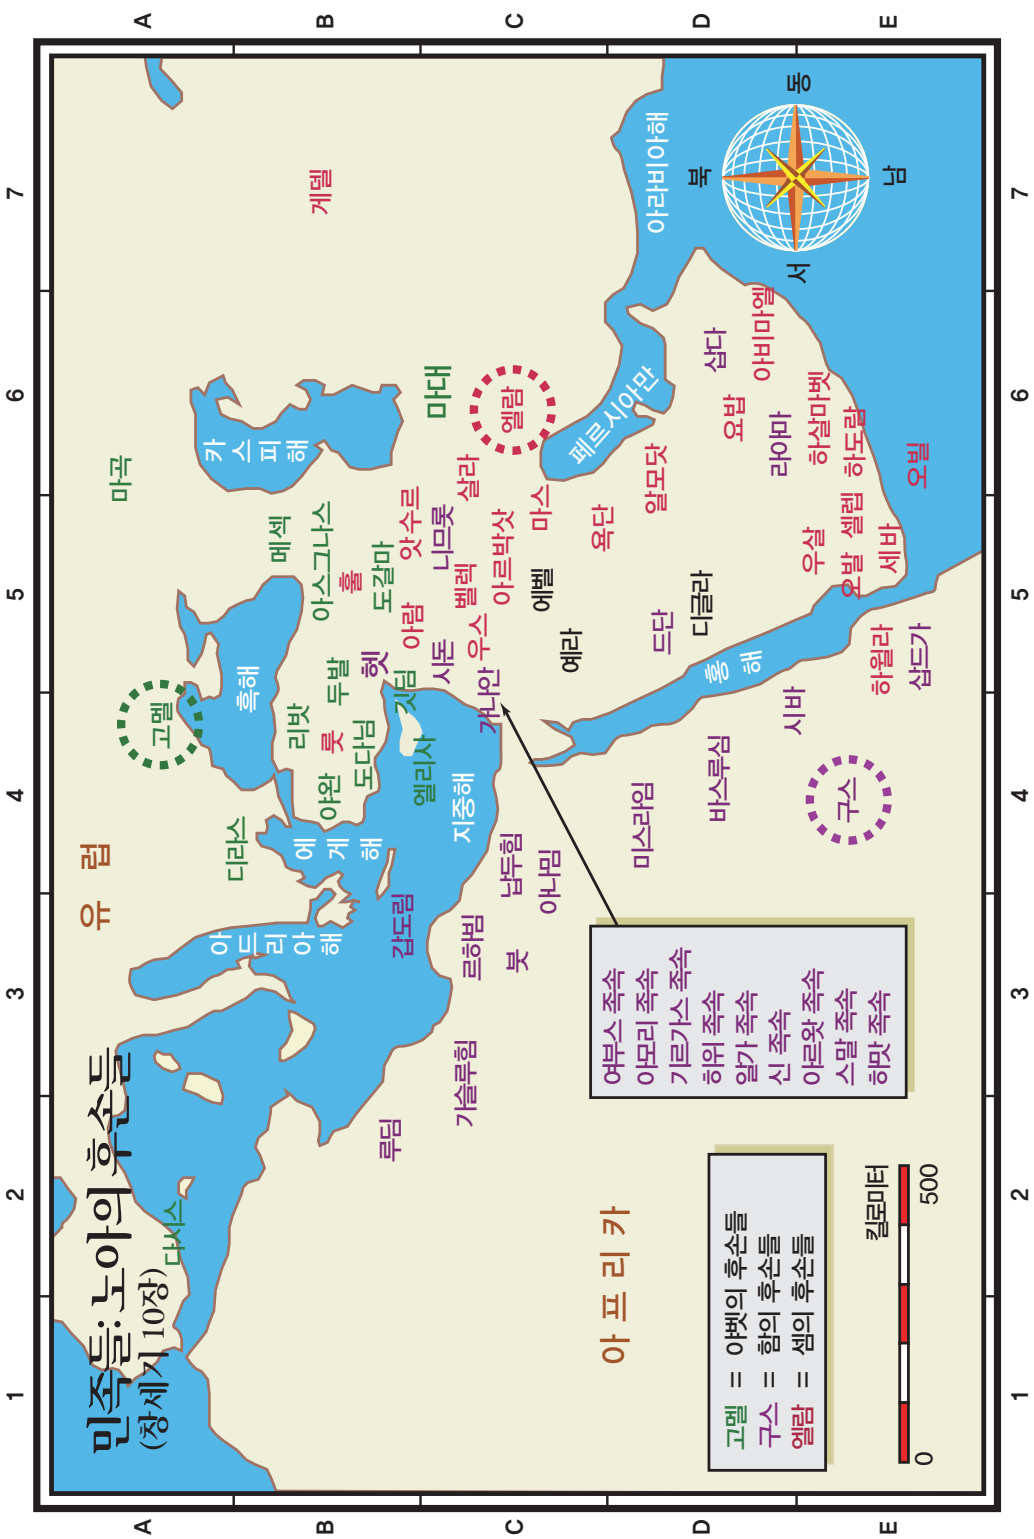 민족들: 노아의 후손들
(창세기 10장)
1 2 3 4 5 6 7
A
B
C
D
E
A
B
C
D
E
1 2 3 4 5 6 7
유 럽
아 프 리 카
다시스
디라스
고멜
마곡
메섹
아스그나스
훌
도갈마
리밧
룻
두발
야완
도다님
헷
깃딤
엘리사
아람
앗수르
마대
게델
시돈
니므롯
벨렉
살라
우스
아르박삿
엘람
가나안
에벨
마스
예라
욕단
알모닷
드단
디글라
요밥
삽다
아비마엘
라아마
하살마벳
하도람
우살
오발
셀렙
세바
오빌
하윌라
삽드가
시바
구스
바스루심
미스라임
납두힘
아나밈
르하빔
붓
갑도림
가슬루힘
루딤
흑해
카스피해
에게해
아드리아해
지중해
홍해
페르시아만
아라비아해
북
동
남
서
여부스 족속
아모리 족속
기르가스 족속
히위 족속
알가 족속
신 족속
아르왓 족속
스말 족속
하맛 족속
고멜 = 야벳의 후손들
구스 = 함의 후손들
엘람 = 셈의 후손들
킬로미터
0 500